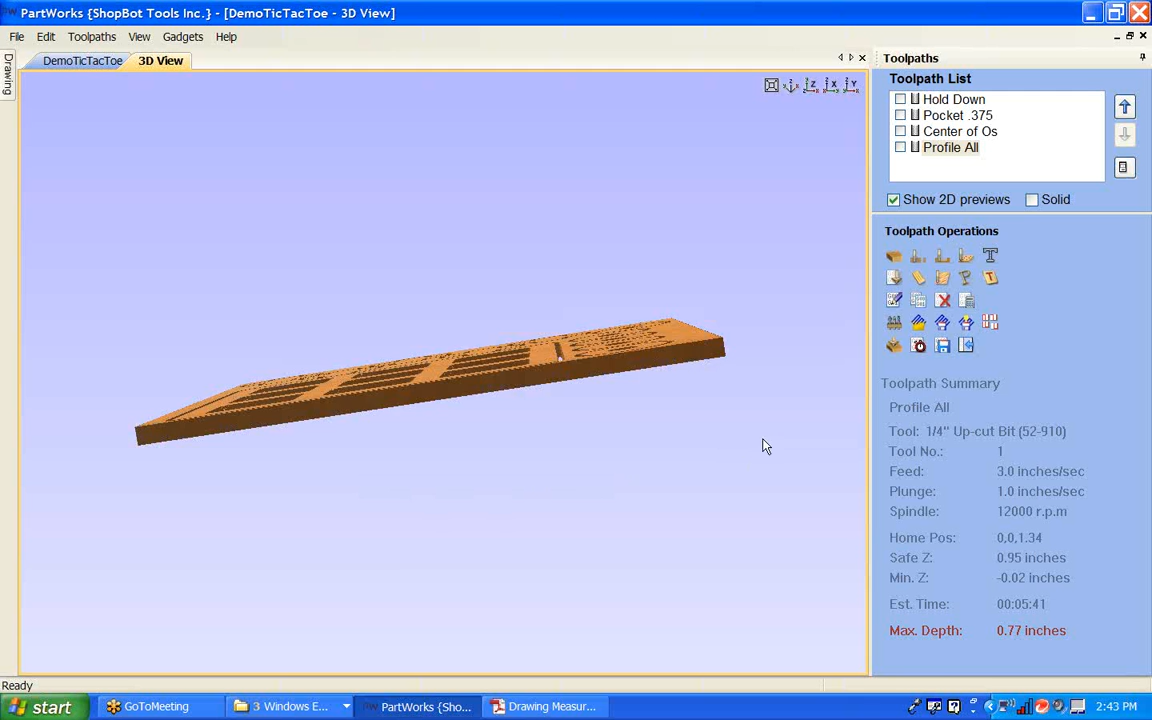 PartWorks {ShopBot Tools Inc.} - [DemoTicTacToe - 3D View]
File Edit Toolpaths View Gadgets Help
Drawing
DemoTicTacToe 3D View
Toolpaths
Toolpath List
Hold Down
Pocket .375
Center of Os
Profile All
Show 2D previews Solid
Toolpath Operations
Toolpath Summary
Profile All
Tool: 1/4" Up-cut Bit (52-910)
Tool No.: 1
Feed: 3.0 inches/sec
Plunge: 1.0 inches/sec
Spindle: 12000 r.p.m
Home Pos: 0,0,1.34
Safe Z: 0.95 inches
Min. Z: -0.02 inches
Est. Time: 00:05:41
Max. Depth: 0.77 inches
Ready
start GoToMeeting 3 Windows E... PartWorks {Sho... Drawing Measur... 2:43 PM